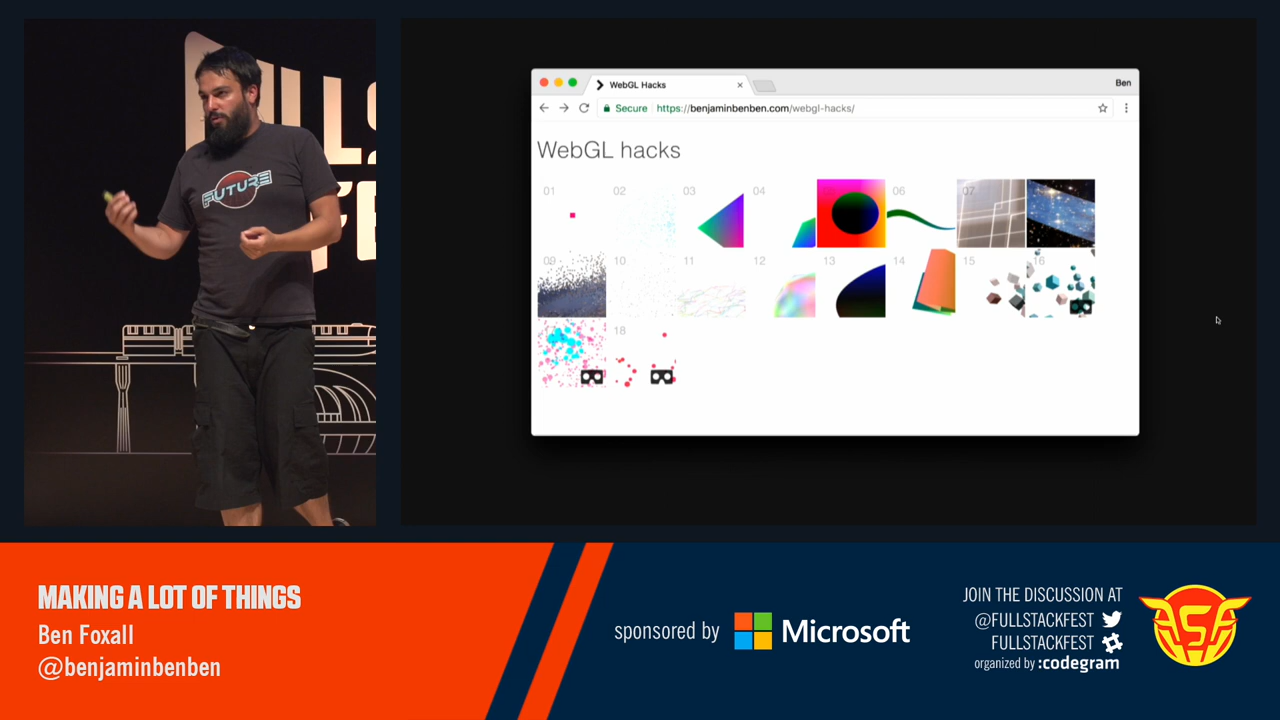 FUTURE
WebGL Hacks
Ben
Secure
https://benjaminbenben.com/webgl-hacks/
WebGL hacks
01 02 03 04 06 07
09 10 11 12 13 14 15 16
18
MAKING A LOT OF THINGS
Ben Foxall
@benjaminbenben
sponsored by Microsoft
JOIN THE DISCUSSION AT
@FULLSTACKFEST
FULLSTACKFEST
organized by :codegram
FSF